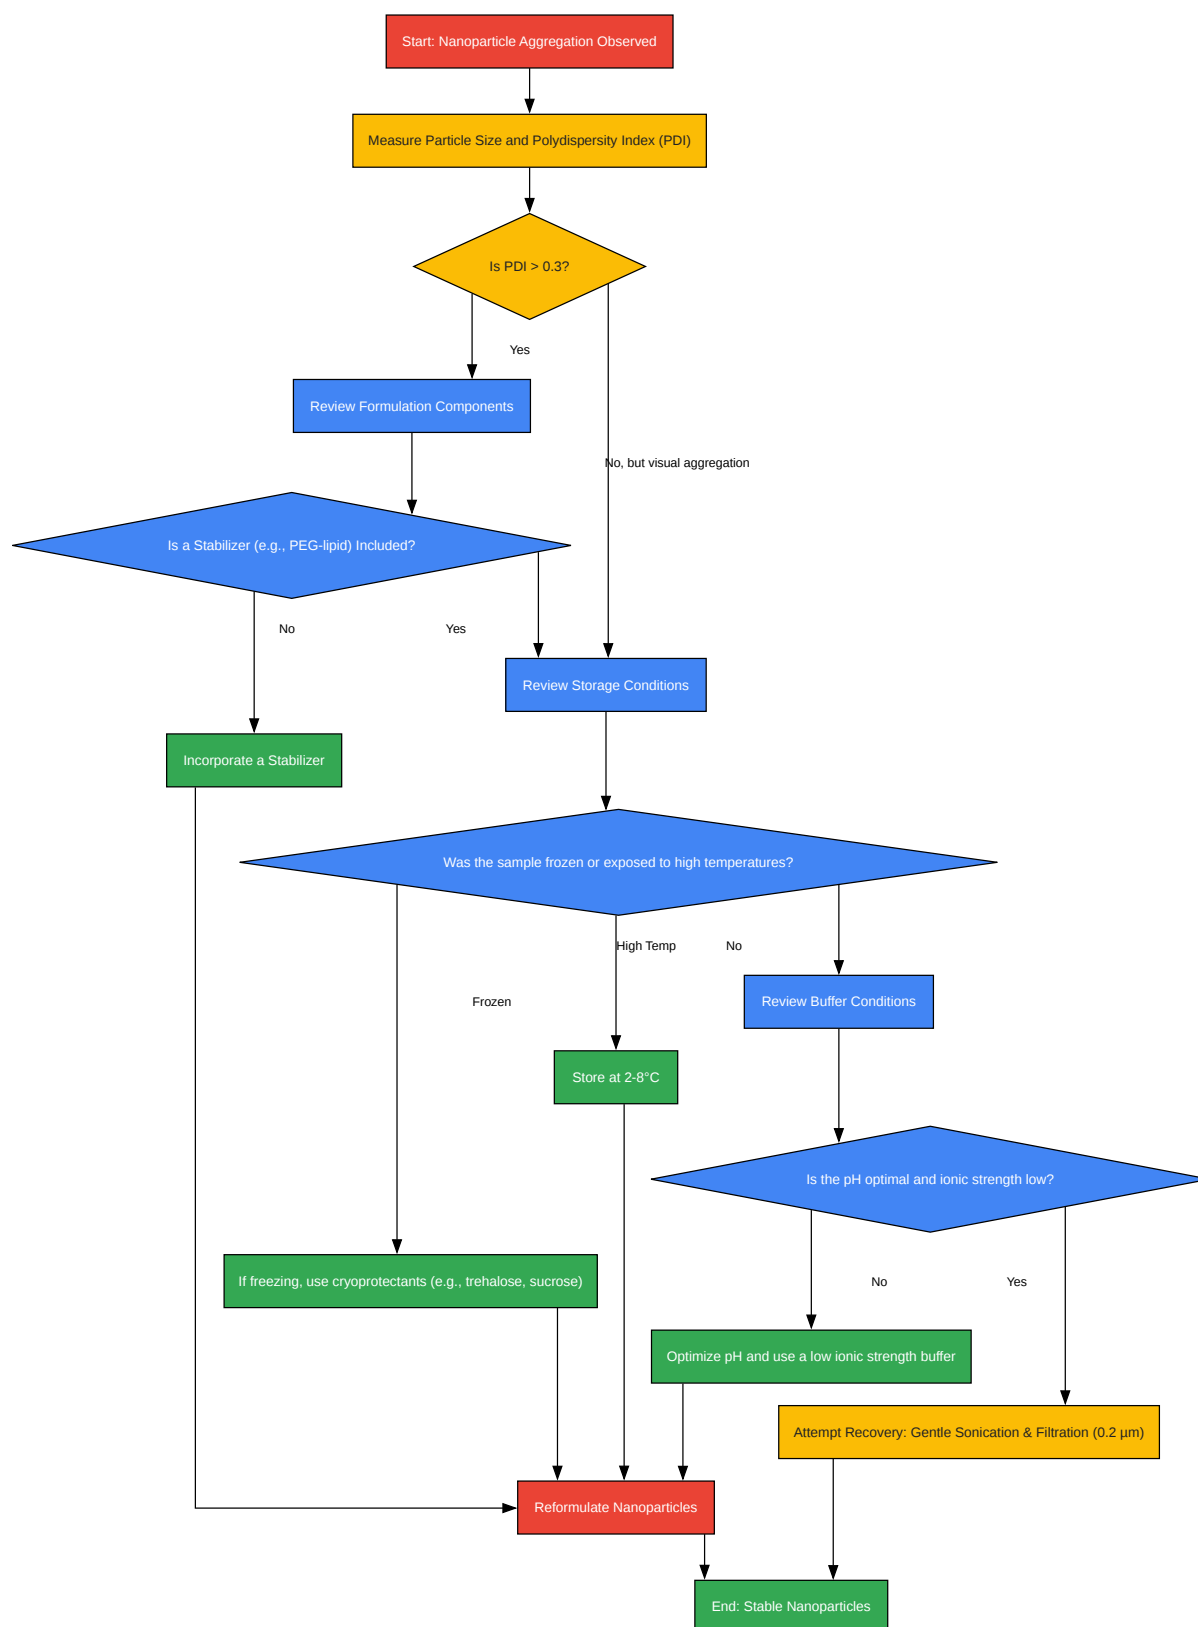 Start: Nanoparticle Aggregation Observed
Measure Particle Size and Polydispersity Index (PDI)
Is PDI > 0.3?
Yes
Review Formulation Components
No, but visual aggregation
Is a Stabilizer (e.g., PEG-lipid) Included?
No
Yes
Review Storage Conditions
Incorporate a Stabilizer
Was the sample frozen or exposed to high temperatures?
High Temp
No
Frozen
Review Buffer Conditions
Store at 2-8°C
Is the pH optimal and ionic strength low?
If freezing, use cryoprotectants (e.g., trehalose, sucrose)
No
Yes
Optimize pH and use a low ionic strength buffer
Attempt Recovery: Gentle Sonication & Filtration (0.2 µm)
Reformulate Nanoparticles
End: Stable Nanoparticles